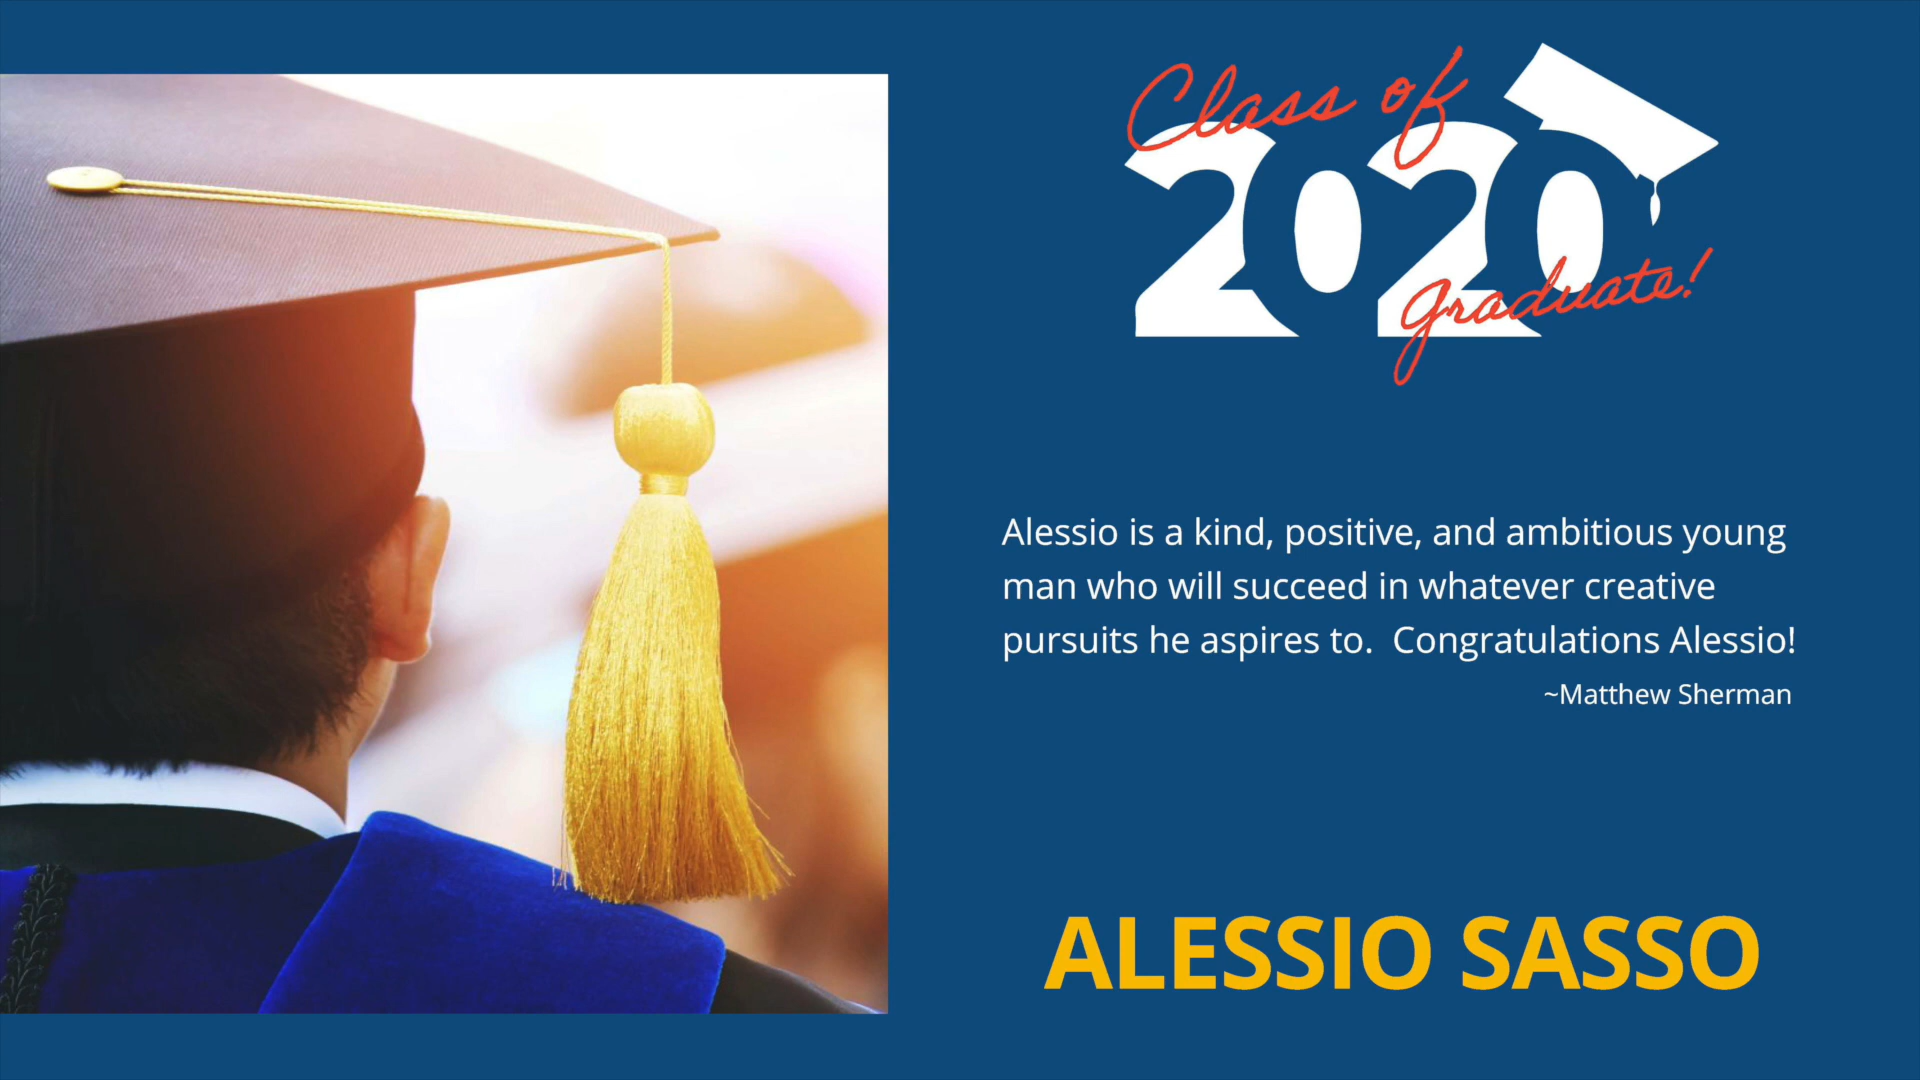 Class of
2020
graduate!
Alessio is a kind, positive, and ambitious young
man who will succeed in whatever creative
pursuits he aspires to.  Congratulations Alessio!
~Matthew Sherman
ALESSIO SASSO